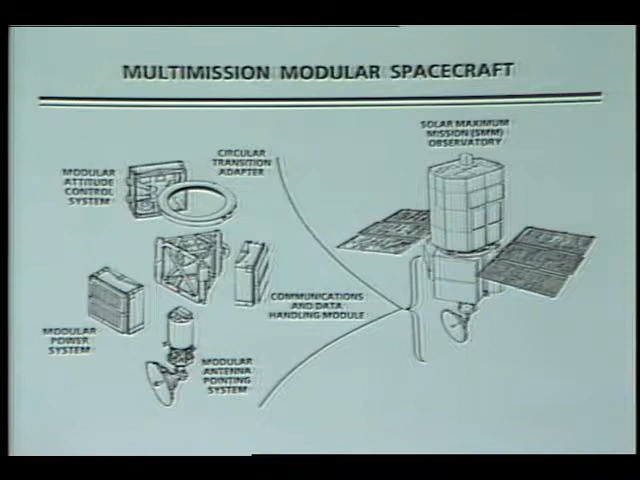 MULTIMISSION MODULAR SPACECRAFT
SOLAR MAXIMUM
MISSION (SMM)
OBSERVATORY
CIRCULAR
TRANSITION
ADAPTER
MODULAR
ATTITUDE
CONTROL
SYSTEM
COMMUNICATIONS
AND DATA
HANDLING MODULE
MODULAR
POWER
SYSTEM
MODULAR
ANTENNA
POINTING
SYSTEM